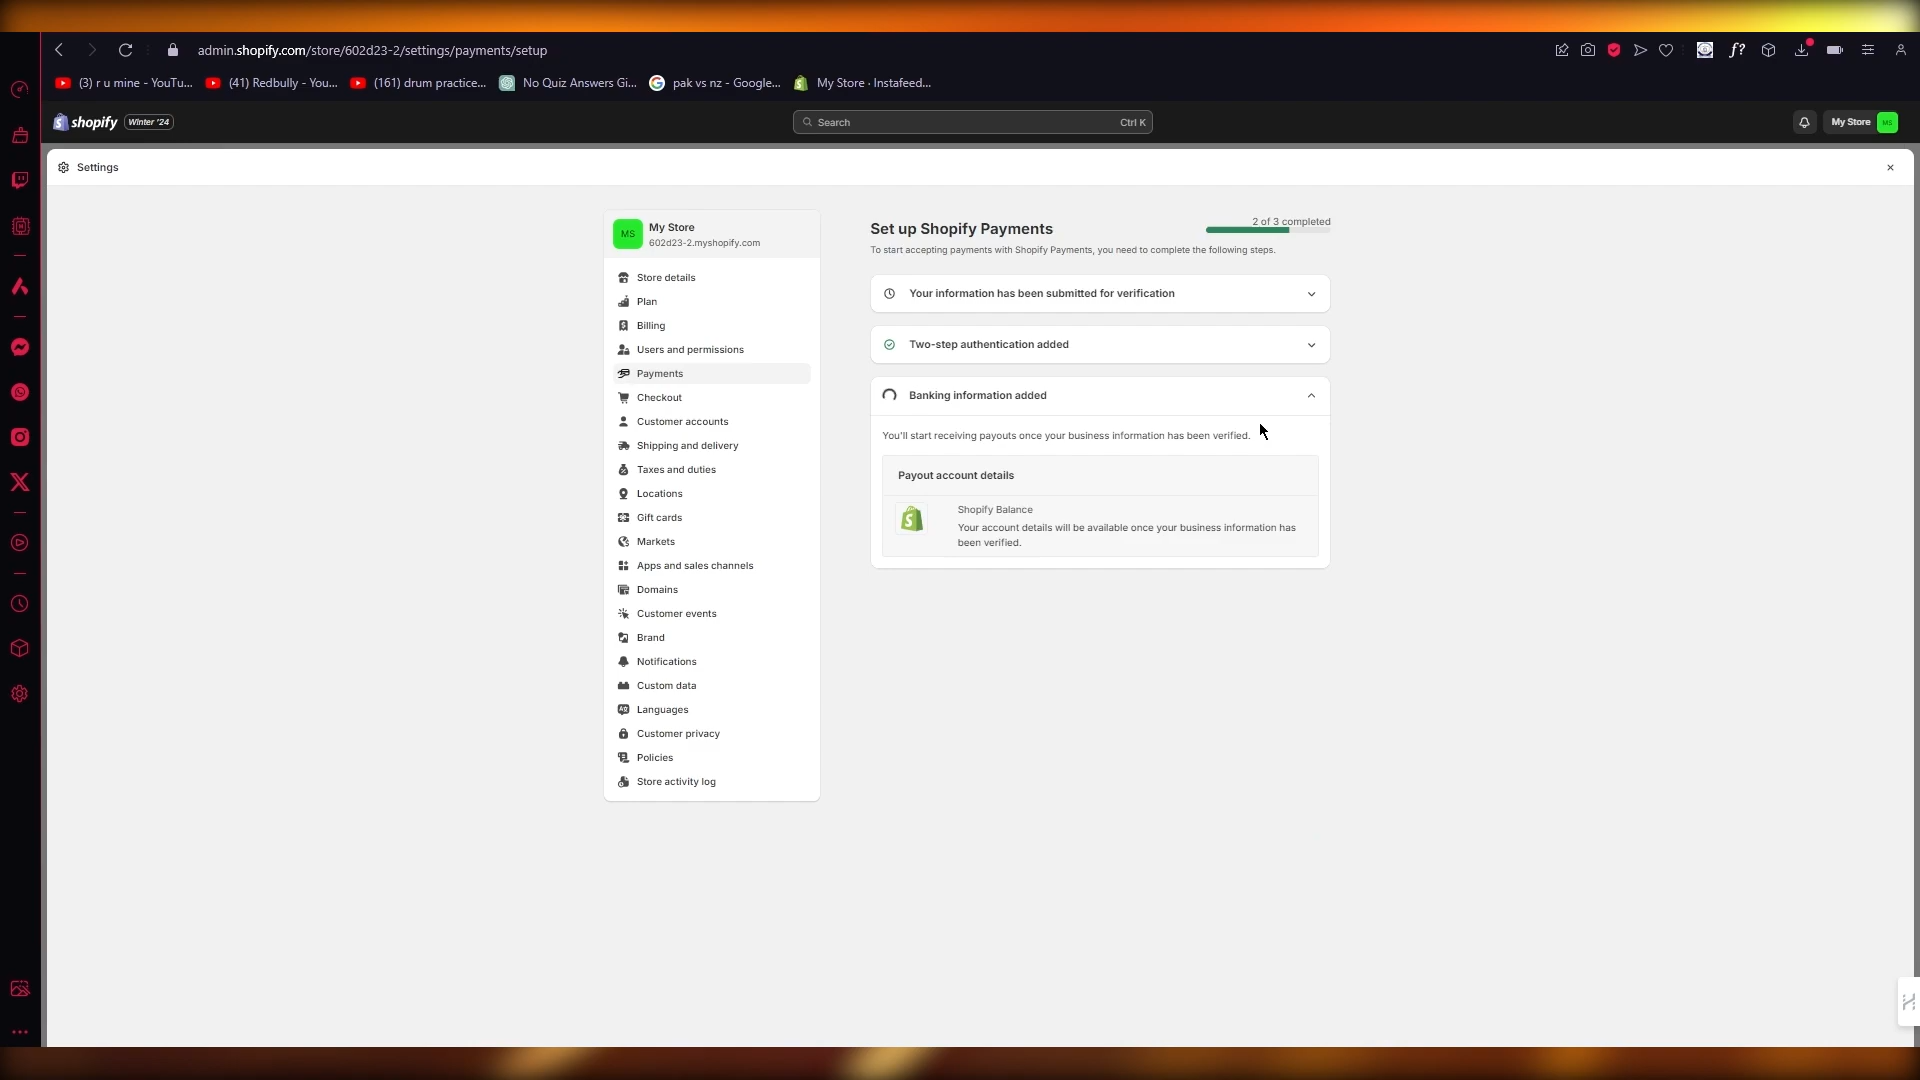 admin.shopify.com/store/602d23-2/settings/payments/setup
f?
(3) r u mine - YouTu...
(41) Redbully - You...
(161) drum practice...
No Quiz Answers Gi...
pak vs nz - Google...
My Store · Instafeed...
shopify
Winter '24
Search
Ctrl K
My Store
MS
Settings
MS
My Store
602d23-2.myshopify.com
Store details
Plan
Billing
Users and permissions
Payments
Checkout
Customer accounts
Shipping and delivery
Taxes and duties
Locations
Gift cards
Markets
Apps and sales channels
Domains
Customer events
Brand
Notifications
Custom data
Languages
Customer privacy
Policies
Store activity log
Set up Shopify Payments
2 of 3 completed
To start accepting payments with Shopify Payments, you need to complete the following steps.
Your information has been submitted for verification
Two-step authentication added
Banking information added
You'll start receiving payouts once your business information has been verified.
Payout account details
Shopify Balance
Your account details will be available once your business information has
been verified.